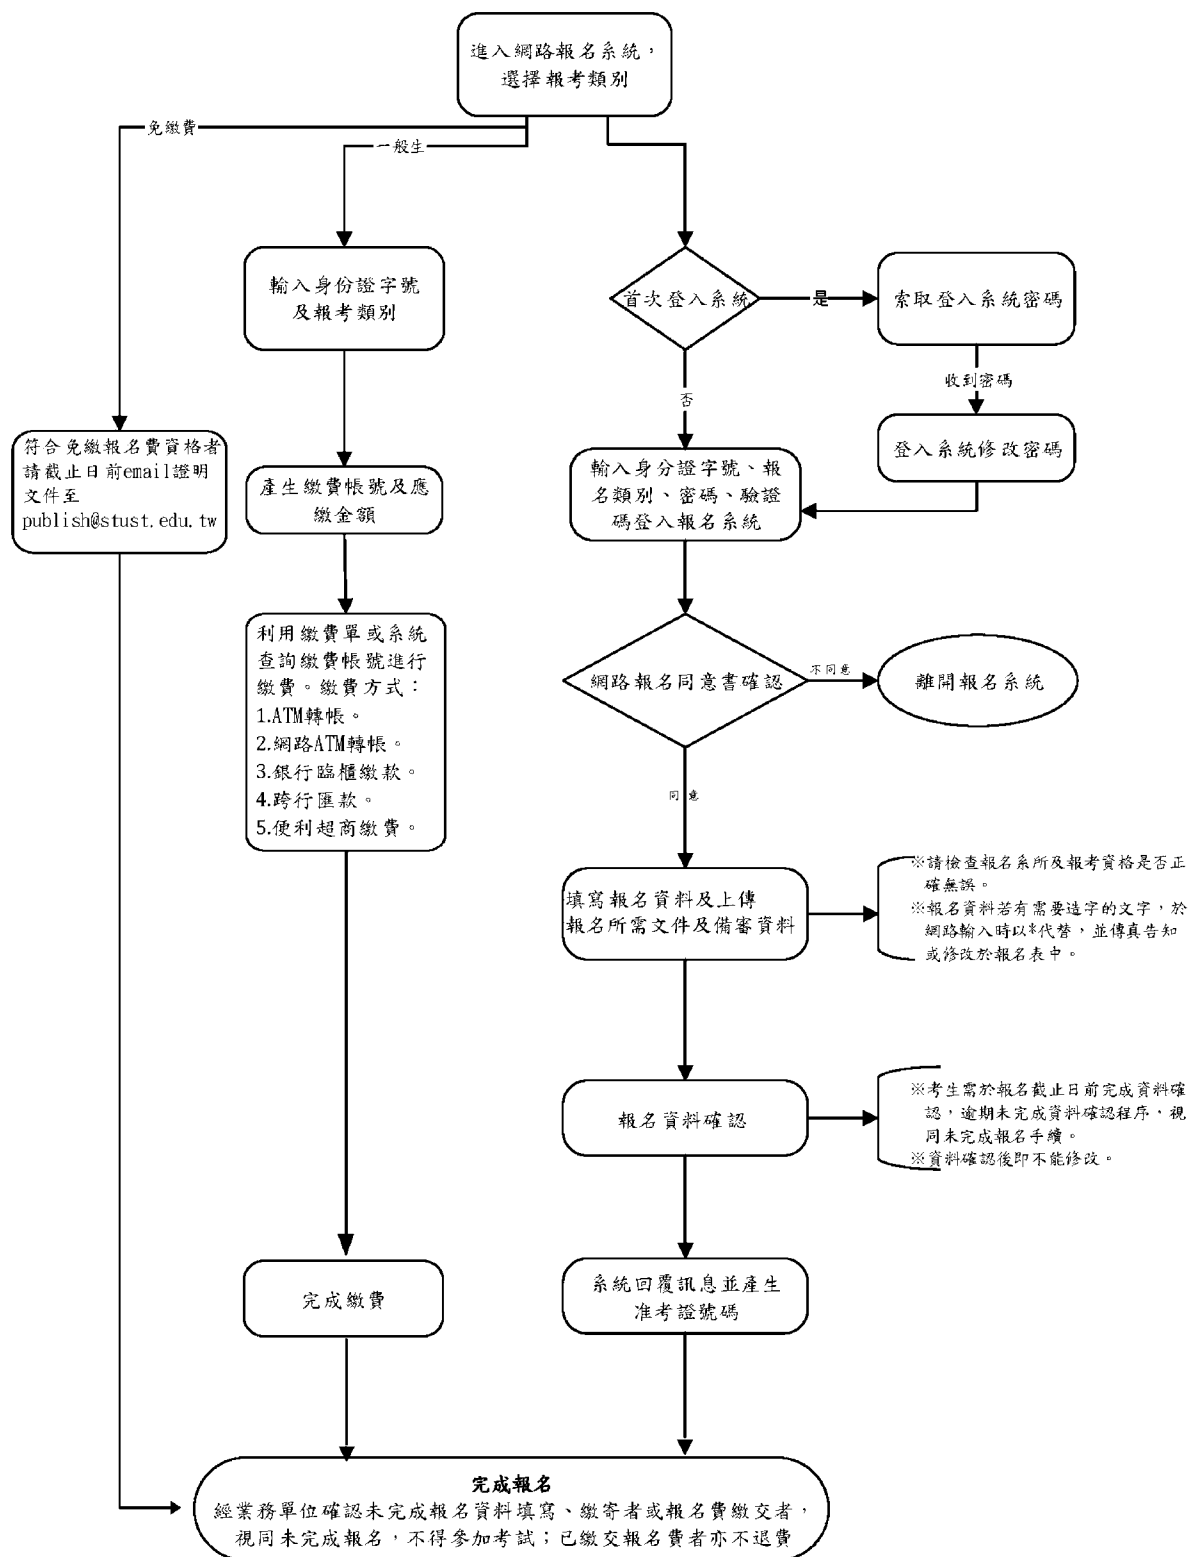 進入網路報名系統，
選擇報考類別
免繳費
一般生
輸入身份證字號
及報考類別
首次登入系統
是
索取登入系統密碼
收到密碼
否
登入系統修改密碼
符合免繳報名費資格者
請截止日前email證明
文件至
publish@stust.edu.tw
產生繳費帳號及應
繳金額
輸入身分證字號、報
名類別、密碼、驗證
碼登入報名系統
利用繳費單或系統
查詢繳費帳號進行
繳費。繳費方式：
1.ATM轉帳。
2.網路ATM轉帳。
3.銀行臨櫃繳款。
4.跨行匯款。
5.便利超商繳費。
網路報名同意書確認
不同意
離開報名系統
同意
填寫報名資料及上傳
報名所需文件及備審資料
※請檢查報名系所及報考資格是否正
確無誤。
※報名資料若有需要造字的文字，於
網路輸入時以*代替，並傳真告知
或修改於報名表中。
報名資料確認
※考生需於報名截止日前完成資料確
認，逾期未完成資料確認程序，視
同未完成報名手續。
※資料確認後即不能修改。
完成繳費
系統回覆訊息並產生
准考證號碼
完成報名
經業務單位確認未完成報名資料填寫、繳寄者或報名費繳交者，
視同未完成報名，不得參加考試；已繳交報名費者亦不退費